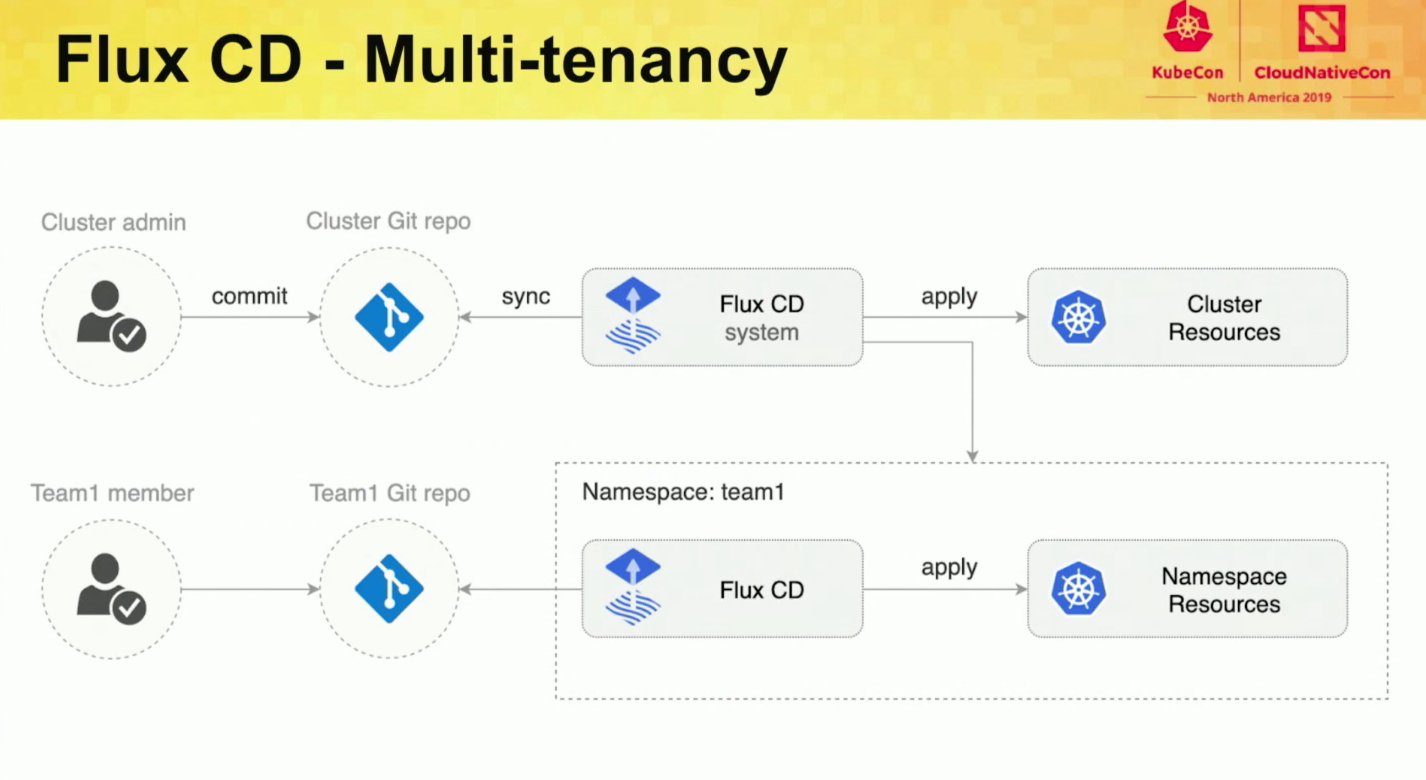 Flux CD - Multi-tenancy
KubeCon
CloudNativeCon
North America 2019
Cluster admin
Cluster Git repo
commit
sync
Flux CD
system
apply
Cluster
Resources
Team1 member
Team1 Git repo
Namespace: team1
Flux CD
apply
Namespace
Resources